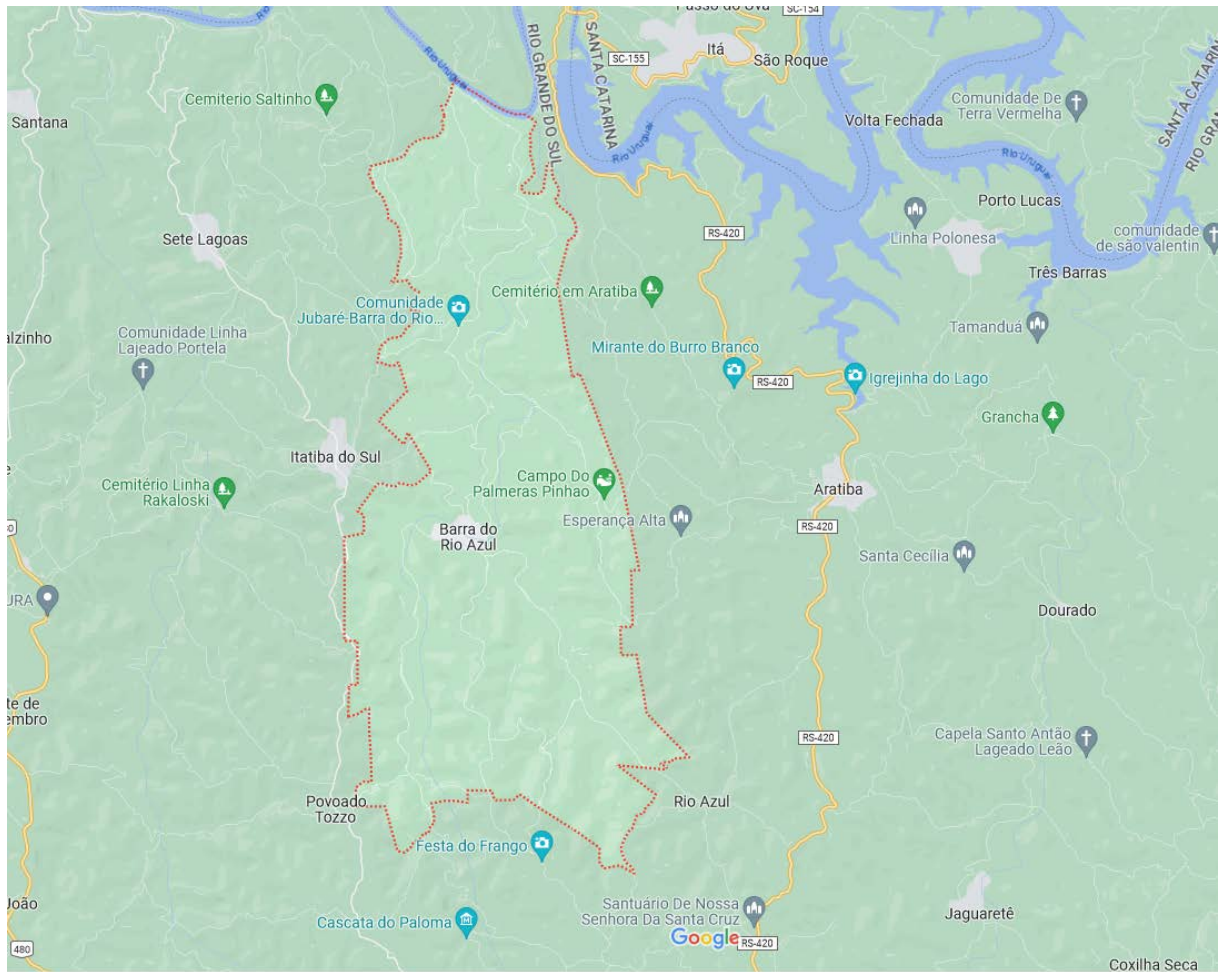 Passo do Uva
SC-154
RIO GRANDE DO SUL
SANTA CATARINA
Itá
SC-155
São Roque
Rio Uruguai
Cemiterio Saltinho
Santana
Volta Fechada
Comunidade De
Terra Vermelha
SANTA CATARIN
RIO GRAN
Rio Uruguai
Rio Uruguai
Porto Lucas
Sete Lagoas
RS-420
Linha Polonesa
comunidade
de são valentin
Três Barras
Cemitério em Aratiba
Comunidade
Jubaré-Barra do Rio...
Tamanduá
alzinho
Comunidade Linha
Lajeado Portela
Mirante do Burro Branco
RS-420
Igrejinha do Lago
Grancha
Itatiba do Sul
Cemitério Linha
Rakaloski
Campo Do
Palmeras Pinhao
Aratiba
Barra do
Rio Azul
Esperança Alta
RS-420
Santa Cecília
URA
Dourado
te de
embro
RS-420
Capela Santo Antão
Lageado Leão
Povoado
Tozzo
Rio Azul
Festa do Frango
João
Cascata do Paloma
Santuário De Nossa
Senhora Da Santa Cruz
Jaguaretê
Google
RS-420
480
Coxilha Seca